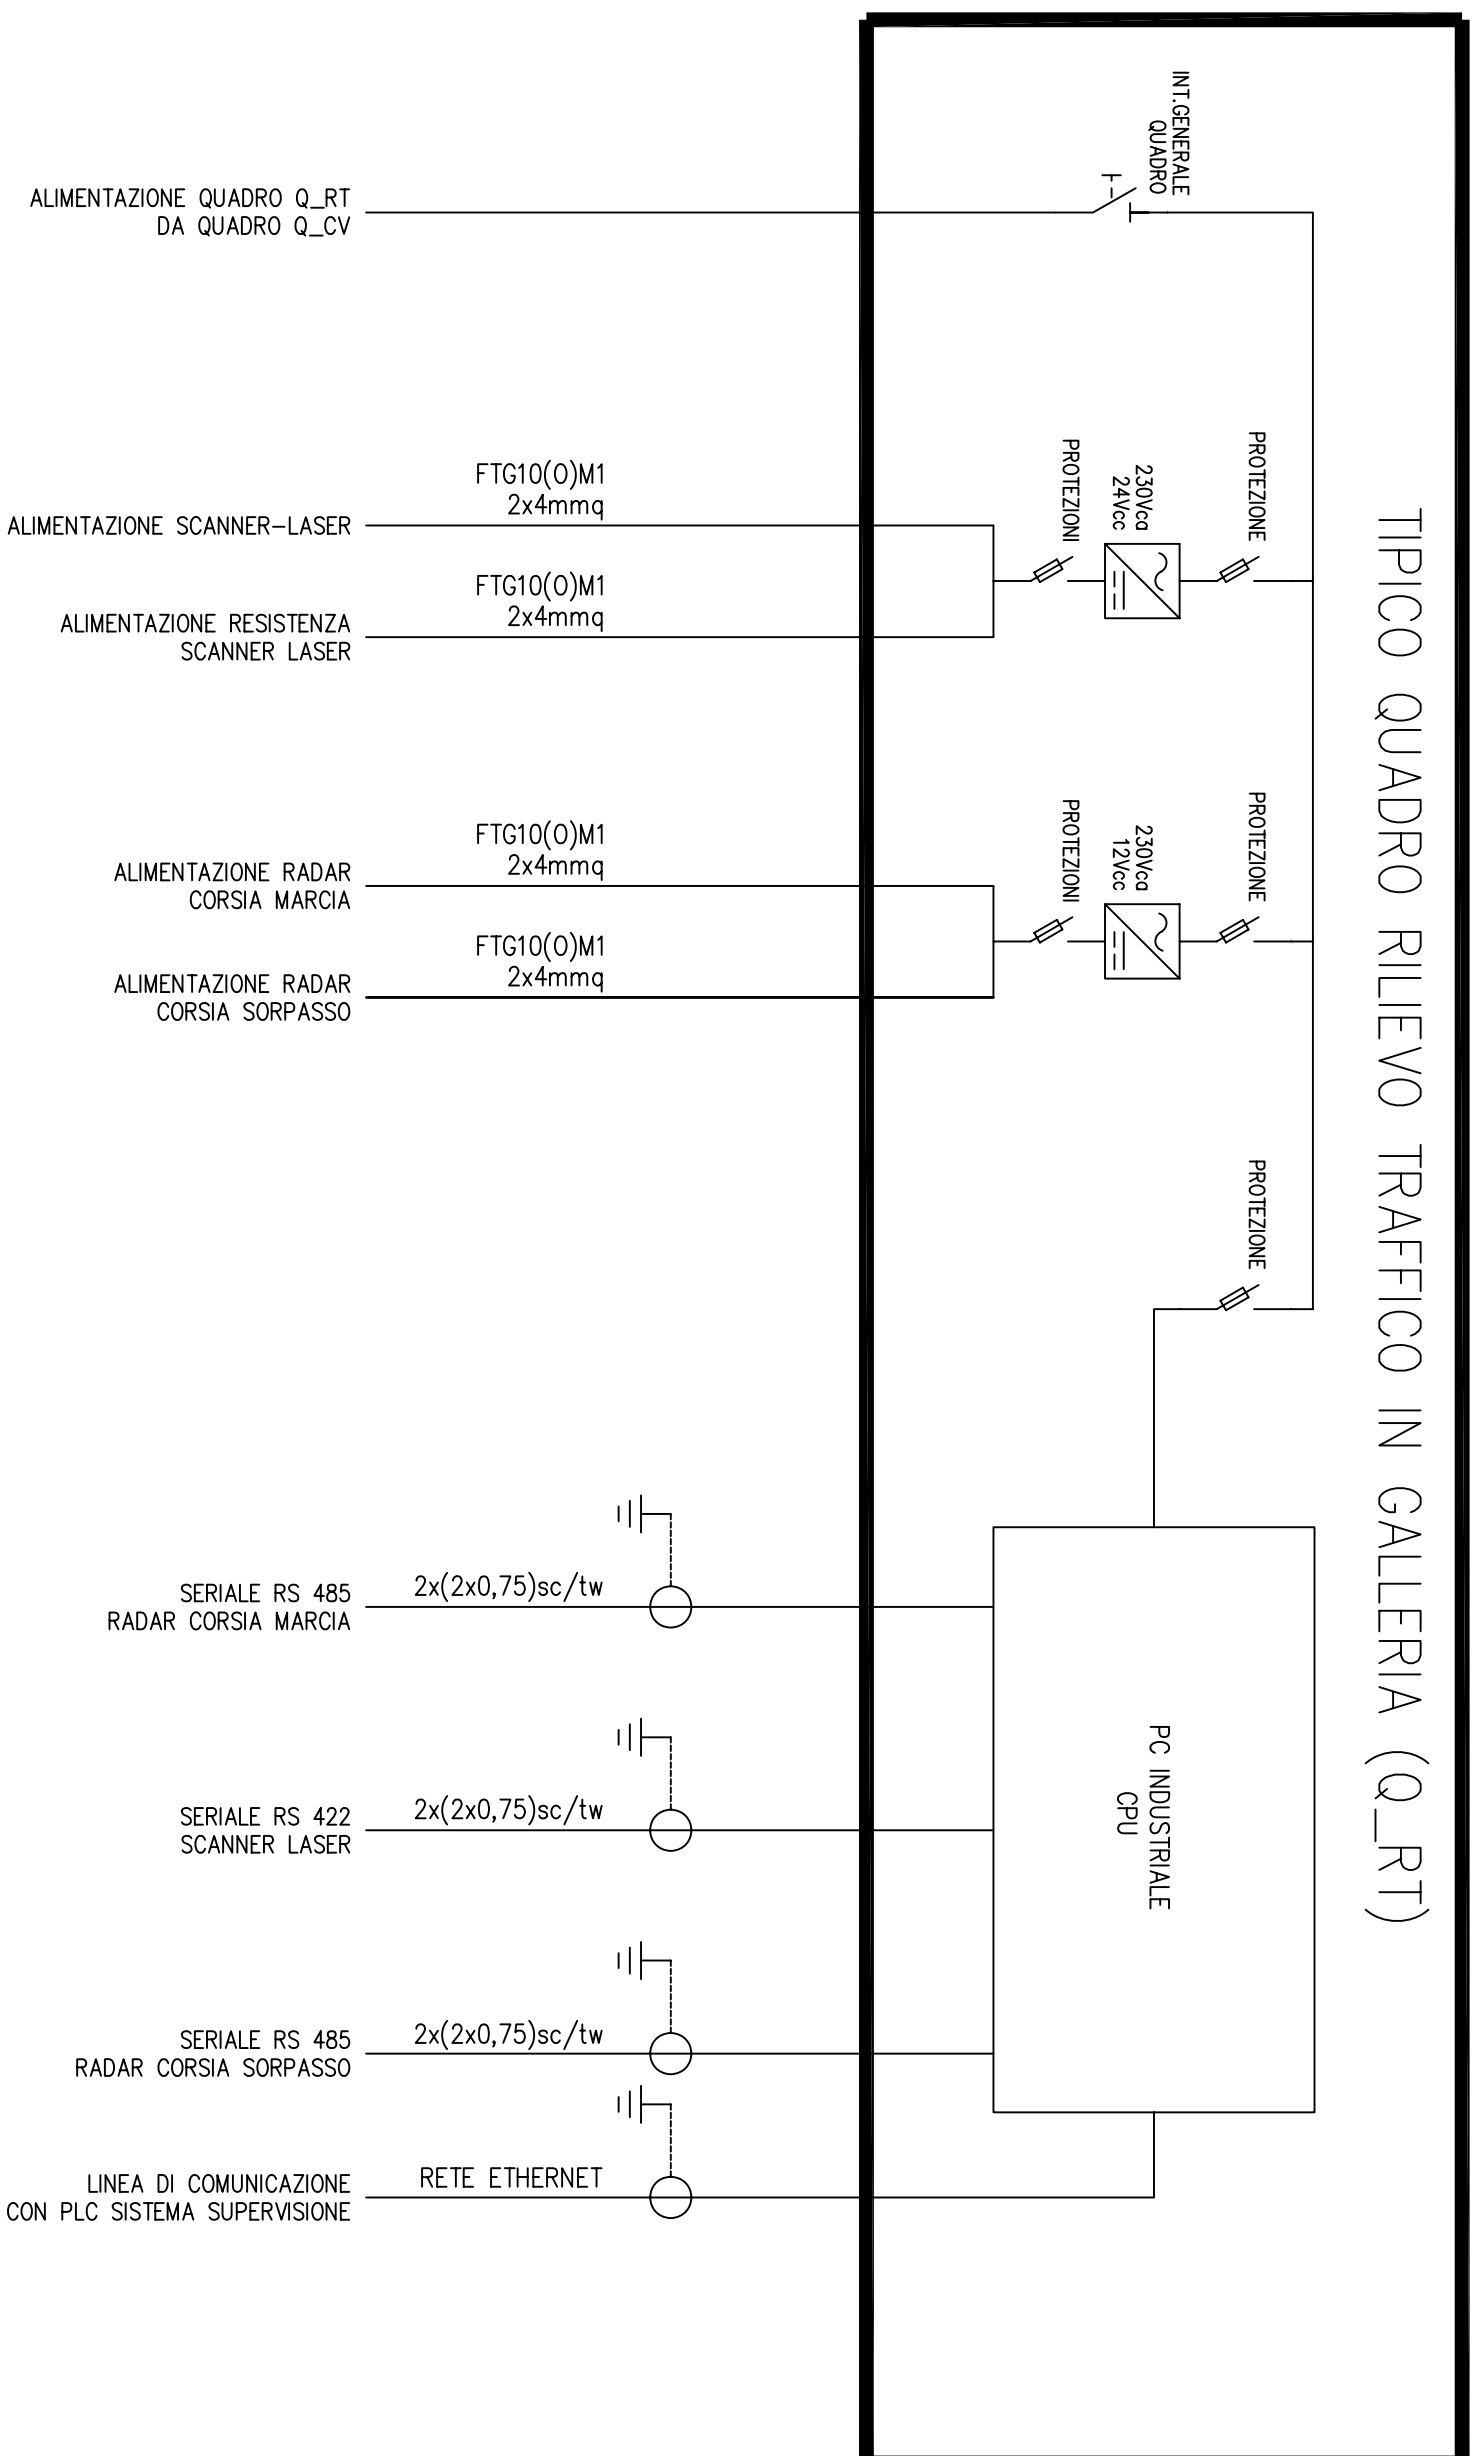 TIPICO QUADRO RILIEVO TRAFFICO IN GALLERIA (Q_RT)
INT.GENERALE
QUADRO
ALIMENTAZIONE QUADRO Q_RT
DA QUADRO Q_CV
PROTEZIONE
230Vca
24Vcc
PROTEZIONI
FTG10(O)M1
2x4mmq
ALIMENTAZIONE SCANNER-LASER
FTG10(O)M1
2x4mmq
ALIMENTAZIONE RESISTENZA
SCANNER LASER
PROTEZIONE
230Vca
12Vcc
PROTEZIONI
FTG10(O)M1
2x4mmq
ALIMENTAZIONE RADAR
CORSIA MARCIA
FTG10(O)M1
2x4mmq
ALIMENTAZIONE RADAR
CORSIA SORPASSO
PROTEZIONE
PC INDUSTRIALE
CPU
2x(2x0,75)sc/tw
SERIALE RS 485
RADAR CORSIA MARCIA
2x(2x0,75)sc/tw
SERIALE RS 422
SCANNER LASER
2x(2x0,75)sc/tw
SERIALE RS 485
RADAR CORSIA SORPASSO
RETE ETHERNET
LINEA DI COMUNICAZIONE
CON PLC SISTEMA SUPERVISIONE